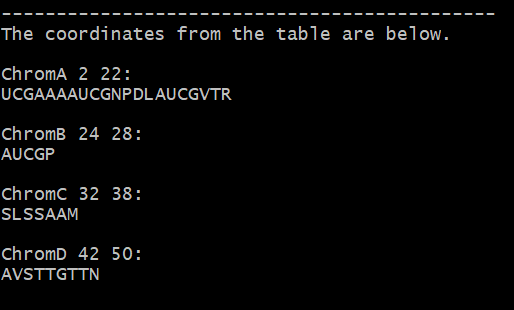 ---------------------------------------------
The coordinates from the table are below.
ChromA 2 22:
UCGAAAAUCGNPDLAUCGVTR
ChromB 24 28:
AUCGP
ChromC 32 38:
SLSSAAM
ChromD 42 50:
AVSTTGTTN